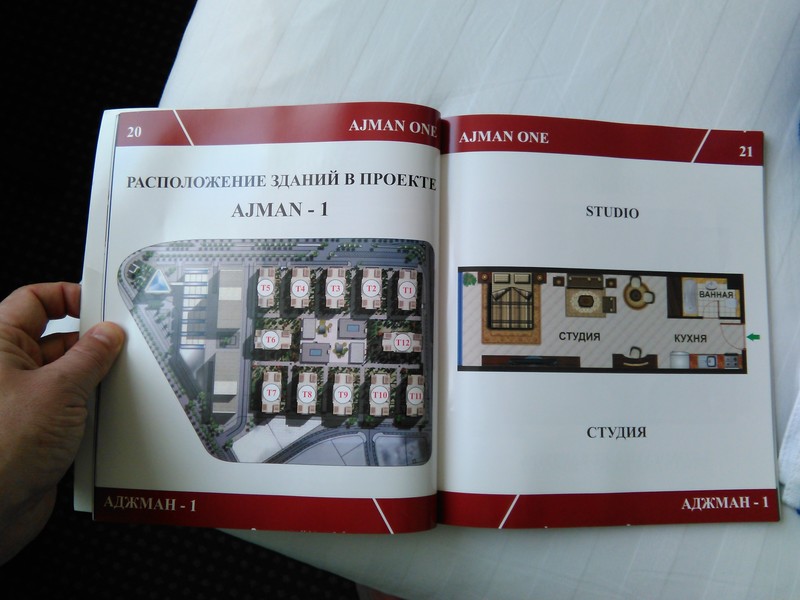 20
AJMAN ONE
РАСПОЛОЖЕНИЕ ЗДАНИЙ В ПРОЕКТЕ
AJMAN - 1
T5
T4
T3
T2
T1
T6
T12
T7
T8
T9
T10
T11
АДЖМАН - 1
AJMAN ONE
21
STUDIO
ВАННАЯ
СТУДИЯ
КУХНЯ
СТУДИЯ
АДЖМАН - 1